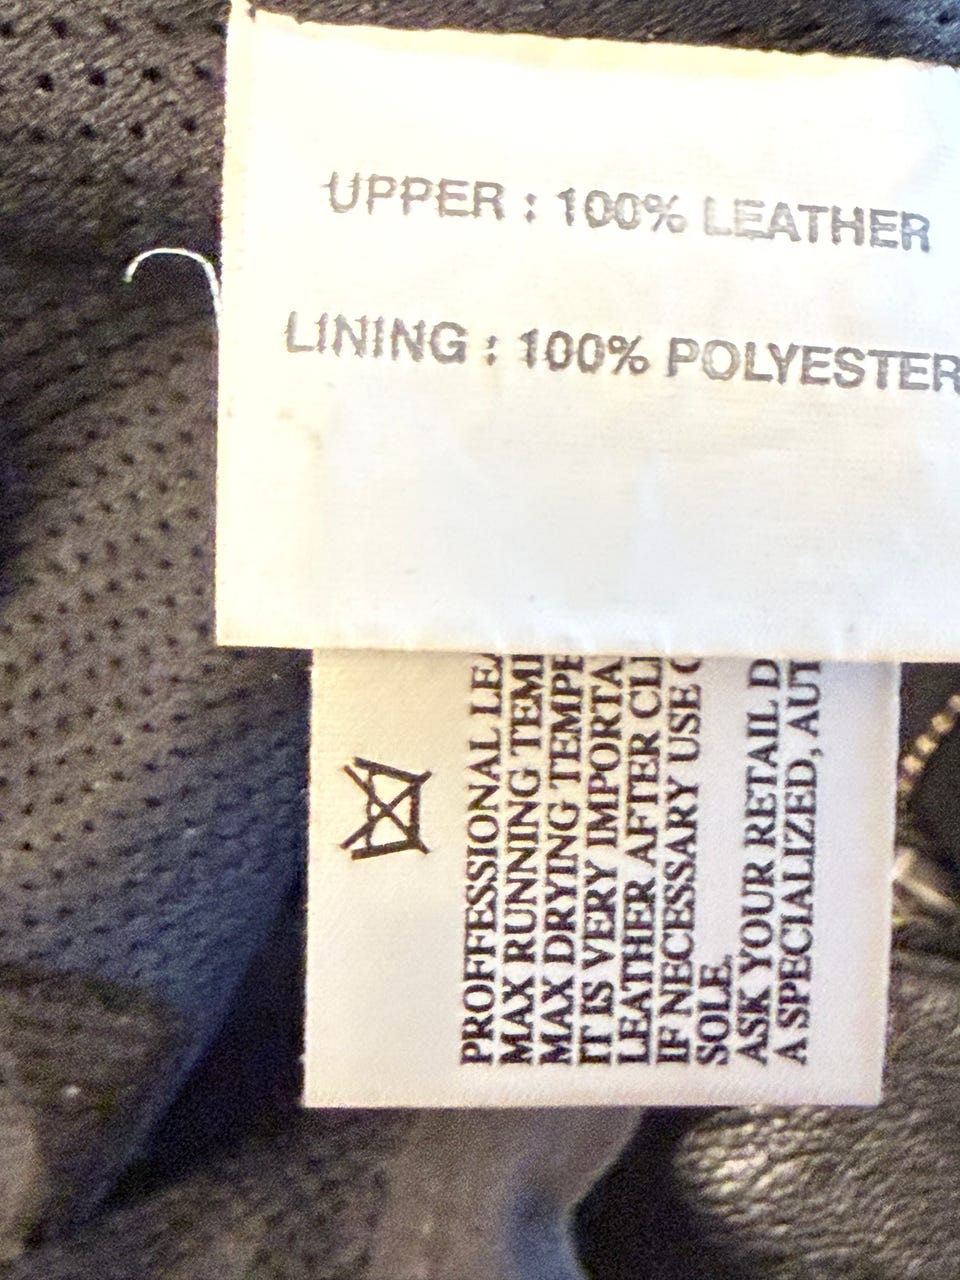 UPPER : 100% LEATHER
LINING : 100% POLYESTER
PROFFESSIONAL
MAX RUNNING
MAX DRYING
IT IS VERY
LEATHER AFTER
IF NECESSARY USE
SOLE.
ASK YOUR RETAIL
A SPECIALIZED,